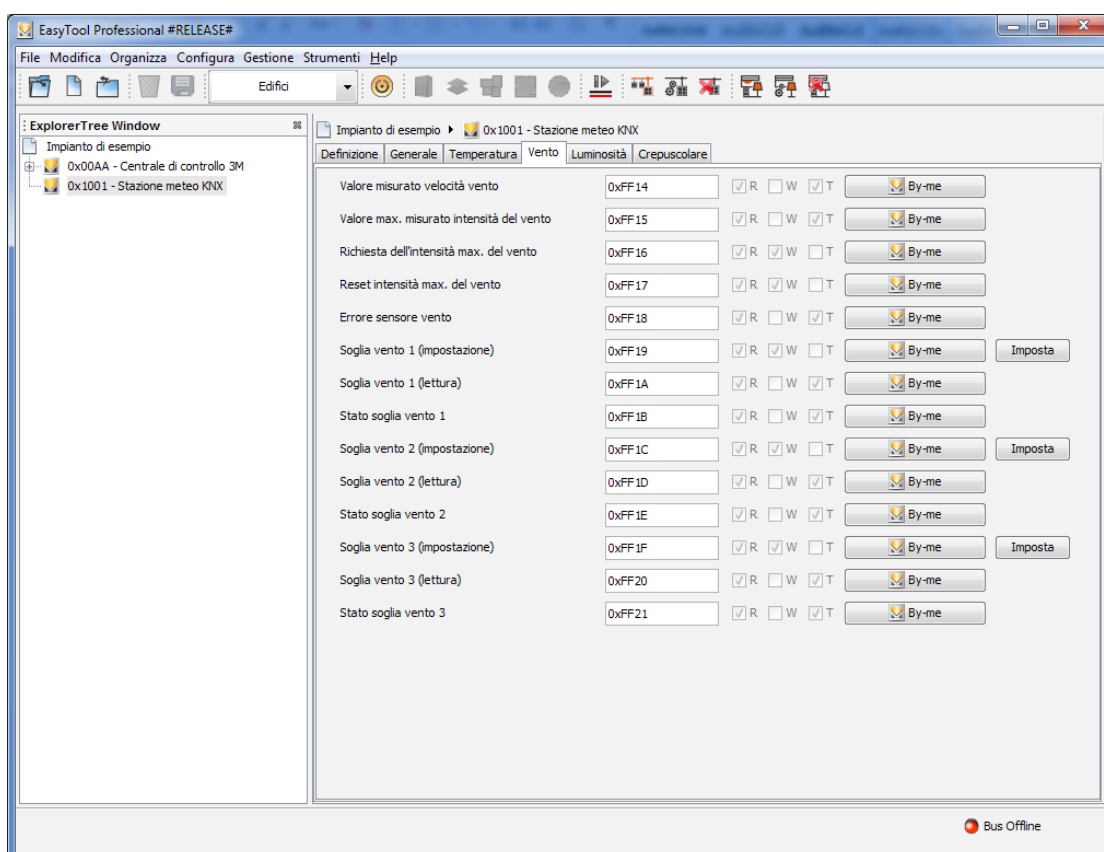 EasyTool Professional #RELEASE#
File Modifica Organizza Configura Gestione Strumenti Help
Edifici
ExplorerTree Window
Impianto di esempio
0x00AA - Centrale di controllo 3M
0x1001 - Stazione meteo KNX
Impianto di esempio 0x1001 - Stazione meteo KNX
Definizione Generale Temperatura Vento Luminosità Crepuscolare
Valore misurato velocità vento 0xFF14 R W T By-me
Valore max. misurato intensità del vento 0xFF15 R W T By-me
Richiesta dell'intensità max. del vento 0xFF16 R W T By-me
Reset intensità max. del vento 0xFF17 R W T By-me
Errore sensore vento 0xFF18 R W T By-me
Soglia vento 1 (impostazione) 0xFF19 R W T By-me Imposta
Soglia vento 1 (lettura) 0xFF1A R W T By-me
Stato soglia vento 1 0xFF1B R W T By-me
Soglia vento 2 (impostazione) 0xFF1C R W T By-me Imposta
Soglia vento 2 (lettura) 0xFF1D R W T By-me
Stato soglia vento 2 0xFF1E R W T By-me
Soglia vento 3 (impostazione) 0xFF1F R W T By-me Imposta
Soglia vento 3 (lettura) 0xFF20 R W T By-me
Stato soglia vento 3 0xFF21 R W T By-me
Bus Offline